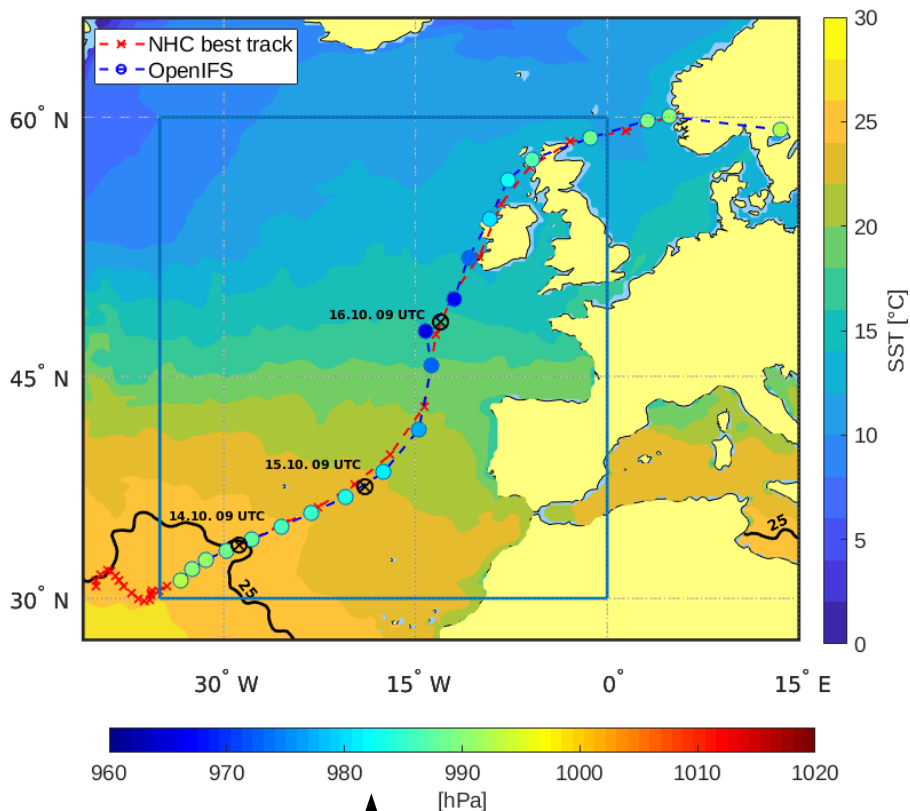 NHC best track
OpenIFS
60° N
45° N
30° N
30° W
15° W
0°
15° E
16.10. 09 UTC
15.10. 09 UTC
14.10. 09 UTC
25
25
30
25
20
15
10
5
0
SST [°C]
960
970
980
990
1000
1010
1020
[hPa]